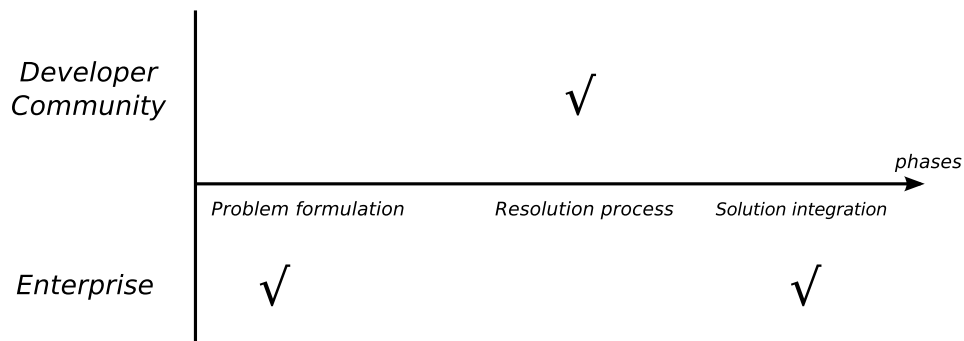 Developer
Community
√
phases
Problem formulation
Resolution process
Solution integration
Enterprise
√
√